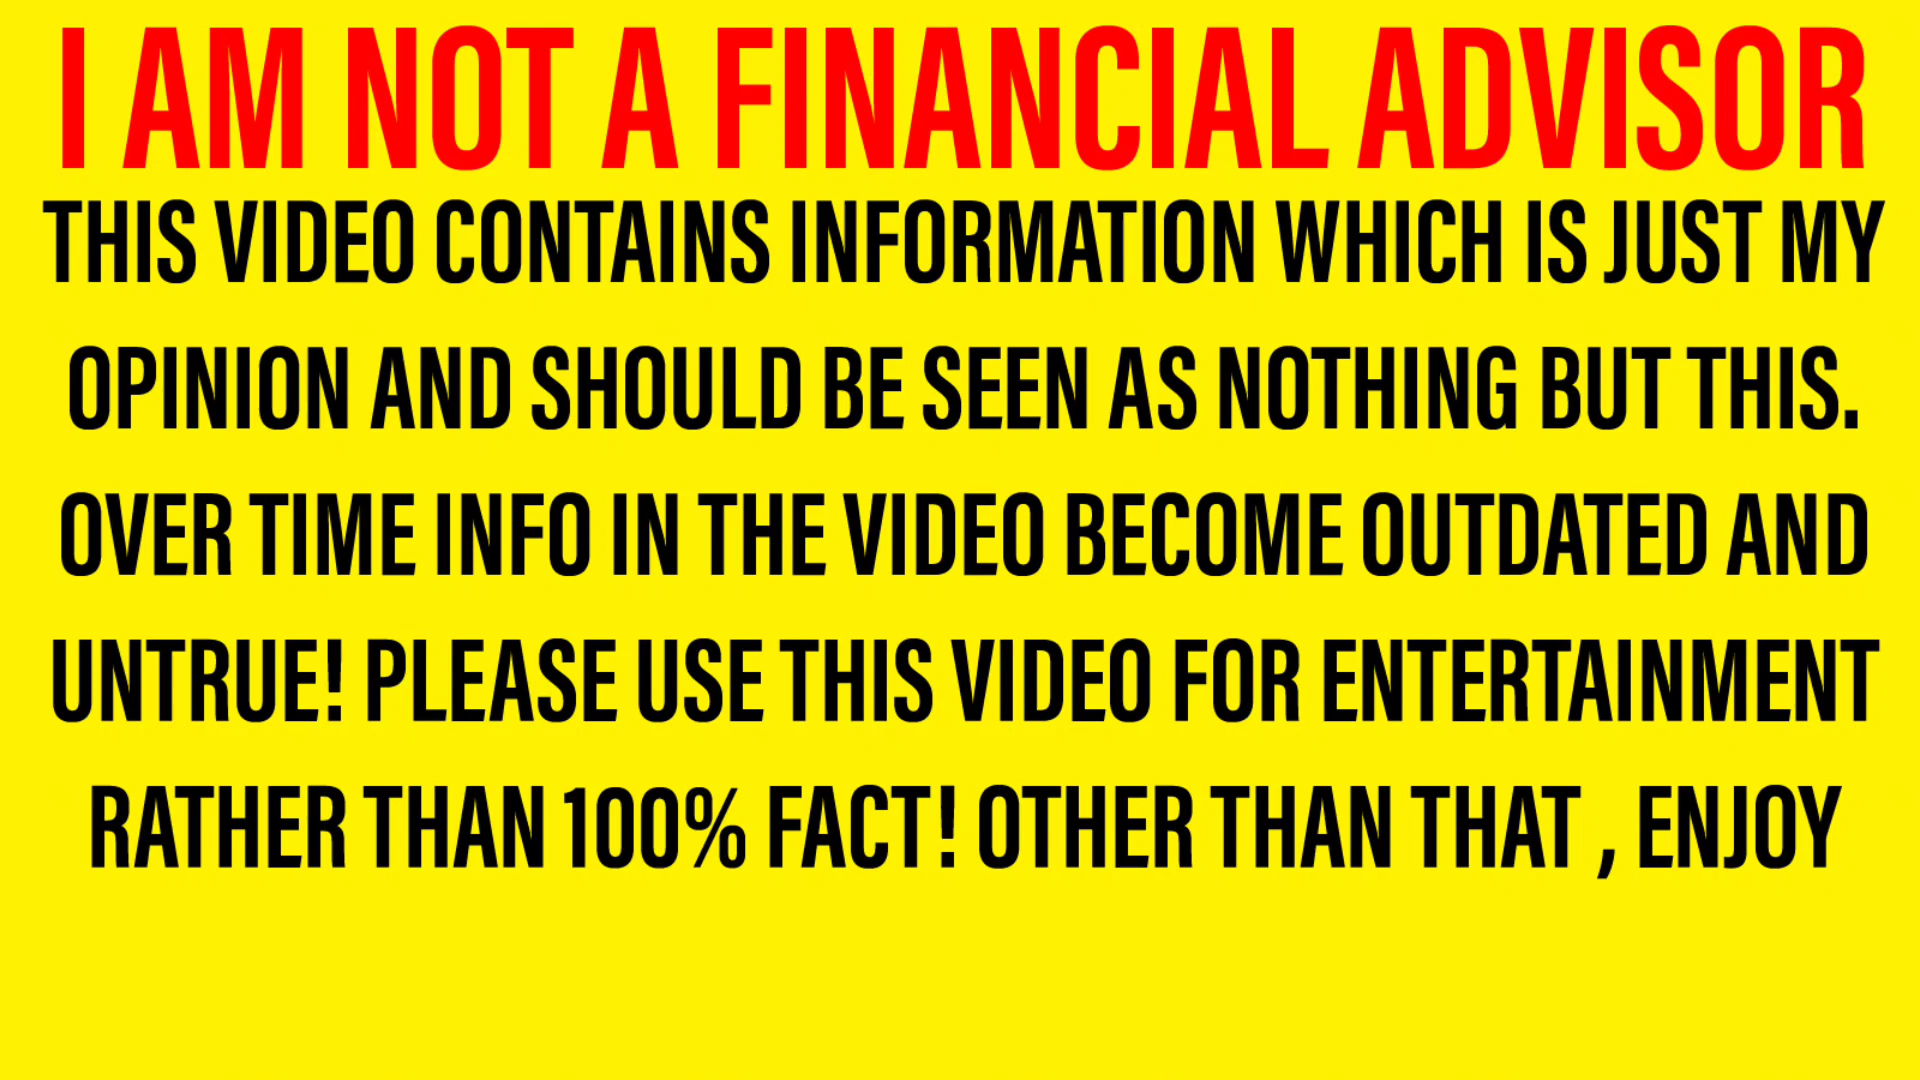 I AM NOT A FINANCIAL ADVISOR
THIS VIDEO CONTAINS INFORMATION WHICH IS JUST MY
OPINION AND SHOULD BE SEEN AS NOTHING BUT THIS.
OVER TIME INFO IN THE VIDEO BECOME OUTDATED AND
UNTRUE! PLEASE USE THIS VIDEO FOR ENTERTAINMENT
RATHER THAN 100% FACT! OTHER THAN THAT , ENJOY